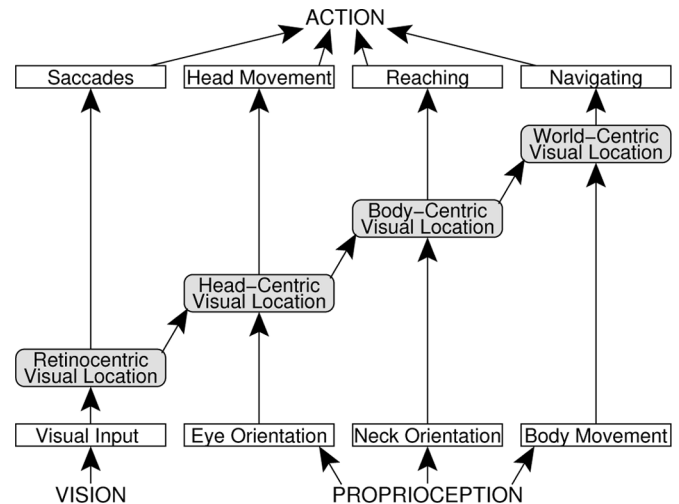 ACTION
Saccades
Head Movement
Reaching
Navigating
World-Centric
Visual Location
Body-Centric
Visual Location
Head-Centric
Visual Location
Retinocentric
Visual Location
Visual Input
Eye Orientation
Neck Orientation
Body Movement
VISION
PROPRIOCEPTION